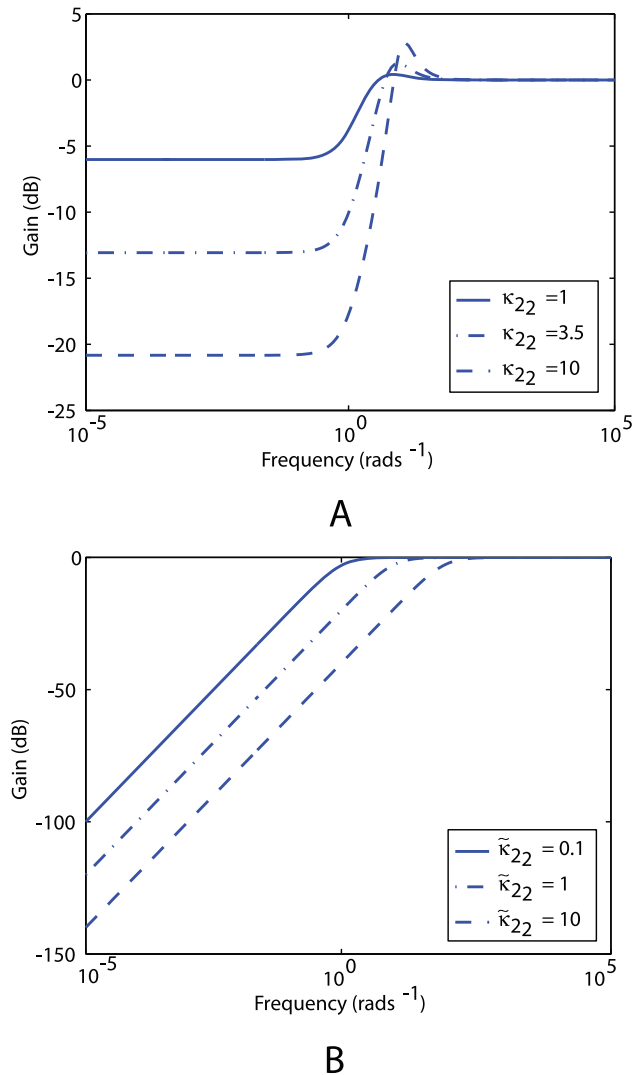 5
0
-5
-10
-15
-20
-25
Gain (dB)
κ22 =1
κ22 =3.5
κ22 =10
10^-5
10^0
10^5
Frequency (rads ^-1)
A
0
-50
-100
-150
Gain (dB)
κ̃22 = 0.1
κ̃22 = 1
κ̃22 = 10
10^-5
10^0
10^5
Frequency (rads ^-1)
B